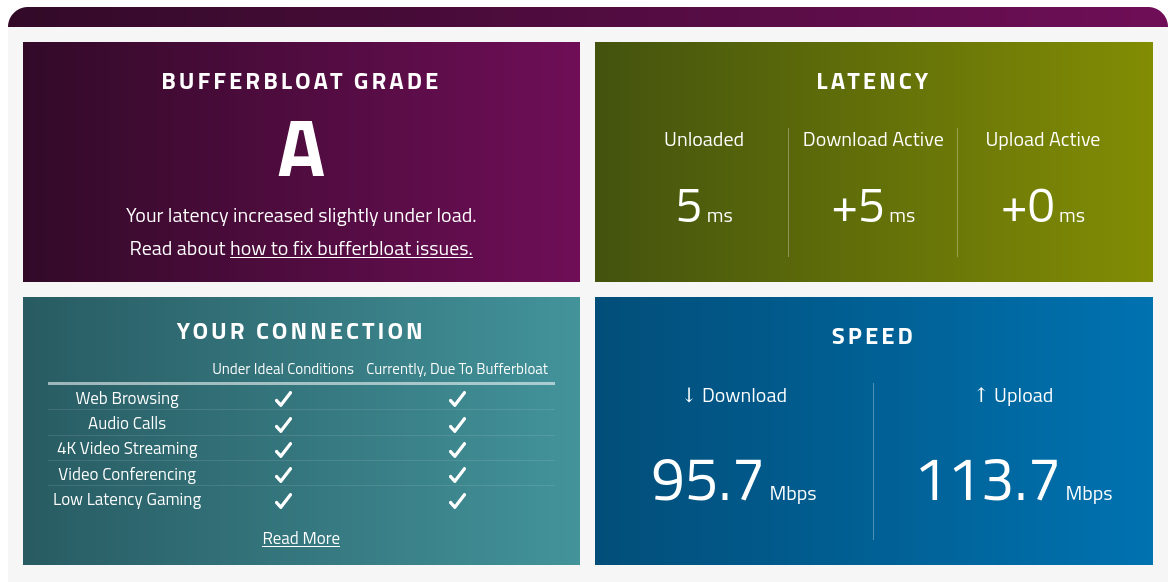 BUFFERBLOAT GRADE
A
Your latency increased slightly under load.
Read about how to fix bufferbloat issues.
LATENCY
Unloaded
5 ms
Download Active
+5 ms
Upload Active
+0 ms
YOUR CONNECTION
Under Ideal Conditions Currently, Due To Bufferbloat
Web Browsing
Audio Calls
4K Video Streaming
Video Conferencing
Low Latency Gaming
Read More
SPEED
↓ Download
95.7 Mbps
↑ Upload
113.7 Mbps